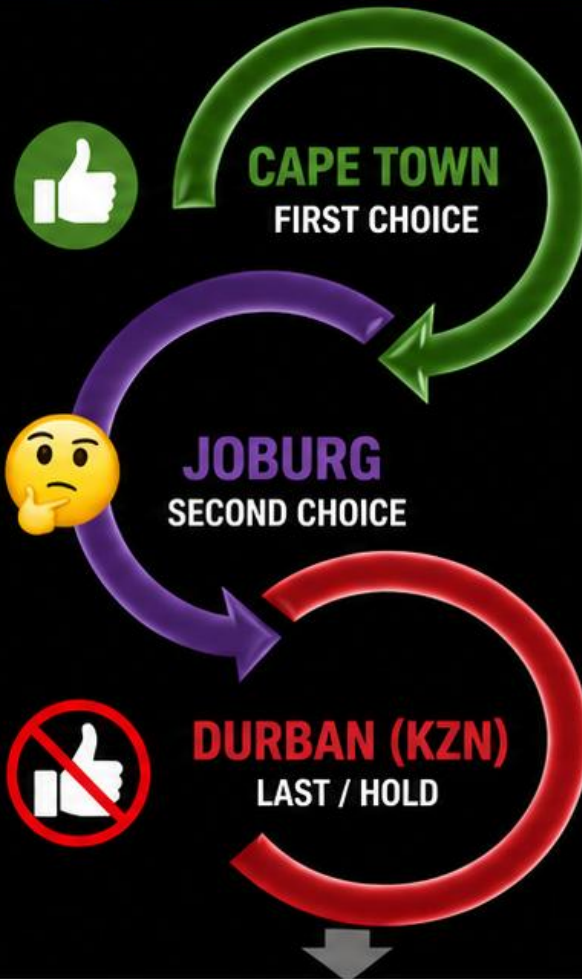 CAPE TOWN
FIRST CHOICE
JOBURG
SECOND CHOICE
DURBAN (KZN)
LAST / HOLD